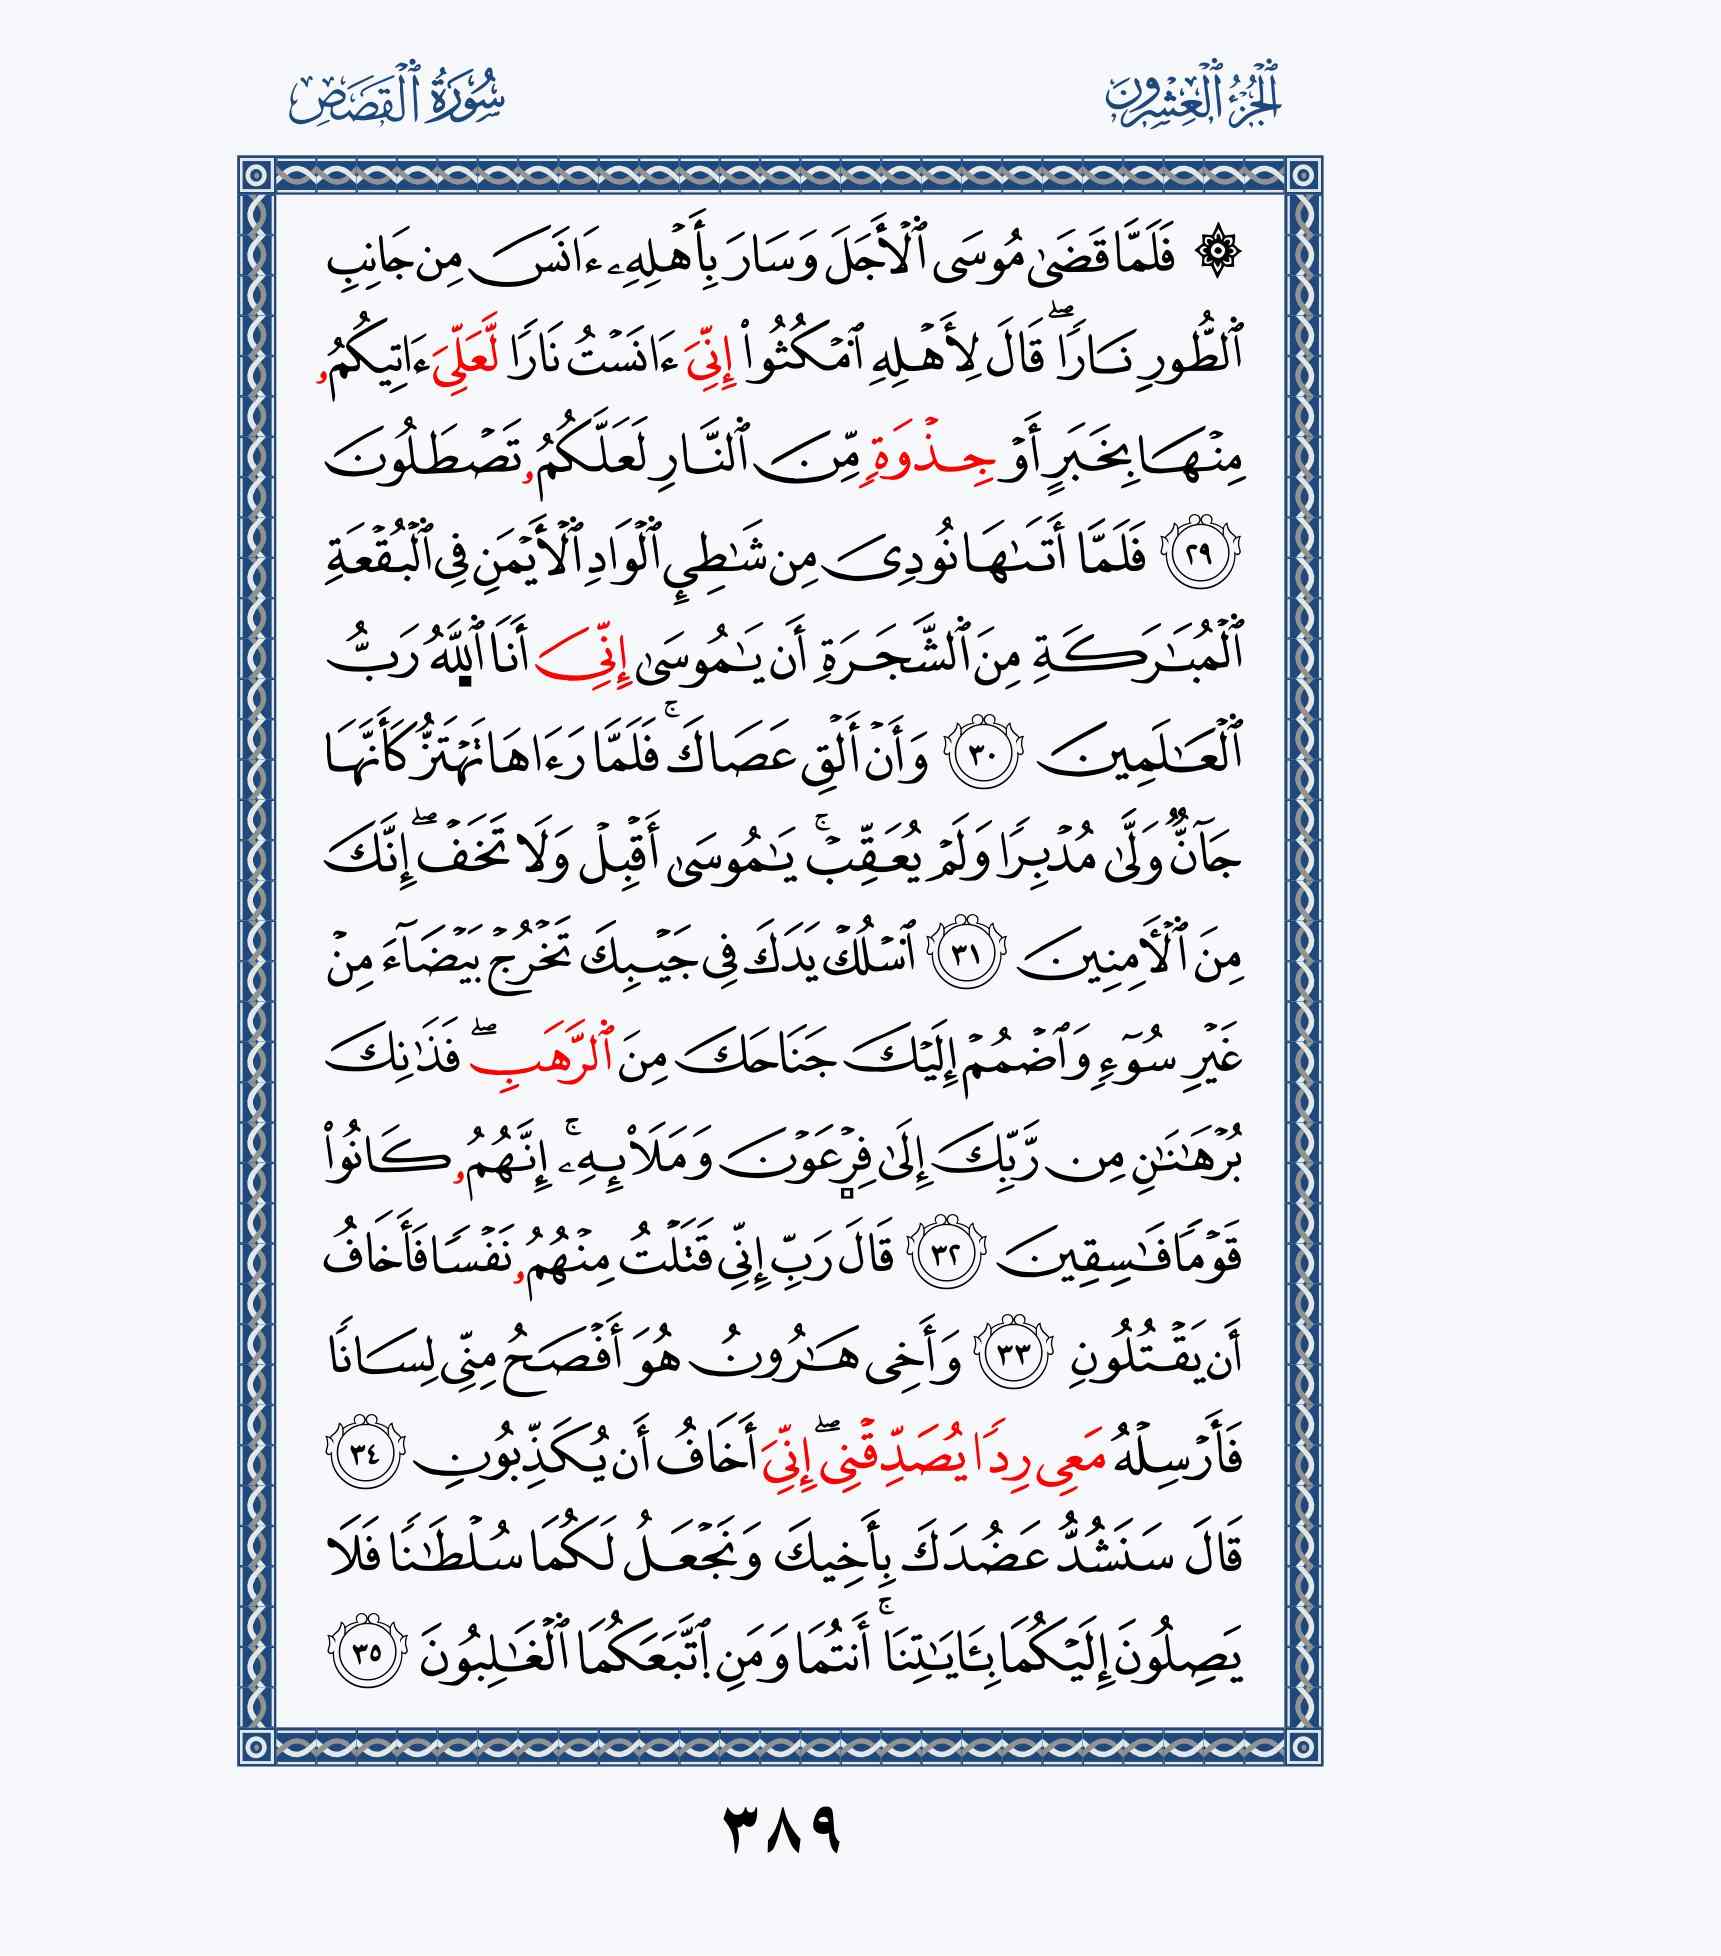 ٱلْجُزْءُ ٱلْعِشْرُونَ
سُورَةُ ٱلْقَصَصِ
۞ فَلَمَّا قَضَىٰ مُوسَى ٱلْأَجَلَ وَسَارَ بِأَهْلِهِۦ ءَانَسَ مِن جَانِبِ
ٱلطُّورِ نَارًاۖ قَالَ لِأَهْلِهِ ٱمْكُثُوا۟ إِنِّيَ ءَانَسْتُ نَارًا لَّعَلِّيَ ءَاتِيكُمُۥ
مِنْهَا بِخَبَرٍ أَوْ جِذْوَةٍ مِّنَ ٱلنَّارِ لَعَلَّكُمُۥ تَصْطَلُونَ
٢٩ فَلَمَّا أَتَىٰهَا نُودِىَ مِن شَٰطِيِٕ ٱلْوَادِ ٱلْأَيْمَنِ فِى ٱلْبُقْعَةِ
ٱلْمُبَٰرَكَةِ مِنَ ٱلشَّجَرَةِ أَن يَٰمُوسَىٰ إِنِّيَ أَنَا ٱللَّهُ رَبُّ
ٱلْعَٰلَمِينَ ٣٠ وَأَنْ أَلْقِ عَصَاكَۚ فَلَمَّا رَءَاهَا تَهْتَزُّ كَأَنَّهَا
جَآنٌّ وَلَّىٰ مُدْبِرًا وَلَمْ يُعَقِّبْۚ يَٰمُوسَىٰ أَقْبِلْ وَلَا تَخَفْۖ إِنَّكَ
مِنَ ٱلْأٓمِنِينَ ٣١ ٱسْلُكْ يَدَكَ فِى جَيْبِكَ تَخْرُجْ بَيْضَآءَ مِنْ
غَيْرِ سُوٓءٍ وَٱضْمُمْ إِلَيْكَ جَنَاحَكَ مِنَ ٱلرَّهَبِۖ فَذَٰنِكَ
بُرْهَٰنَٰنِ مِن رَّبِّكَ إِلَىٰ فِرْعَوْنَ وَمَلَإِي۟هِۦۚ إِنَّهُمُۥ كَانُوا۟
قَوْمًا فَٰسِقِينَ ٣٢ قَالَ رَبِّ إِنِّى قَتَلْتُ مِنْهُمُۥ نَفْسًا فَأَخَافُ
أَن يَقْتُلُونِ ٣٣ وَأَخِى هَٰرُونُ هُوَ أَفْصَحُ مِنِّى لِسَانًا
فَأَرْسِلْهُ مَعِى رِدًا يُصَدِّقْنِىۖ إِنِّيَ أَخَافُ أَن يُكَذِّبُونِ ٣٤
قَالَ سَنَشُدُّ عَضُدَكَ بِأَخِيكَ وَنَجْعَلُ لَكُمَا سُلْطَٰنًا فَلَا
يَصِلُونَ إِلَيْكُمَا بِـَٔايَٰتِنَاۚ أَنتُمَا وَمَنِ ٱتَّبَعَكُمَا ٱلْغَٰلِبُونَ ٣٥
٣٨٩